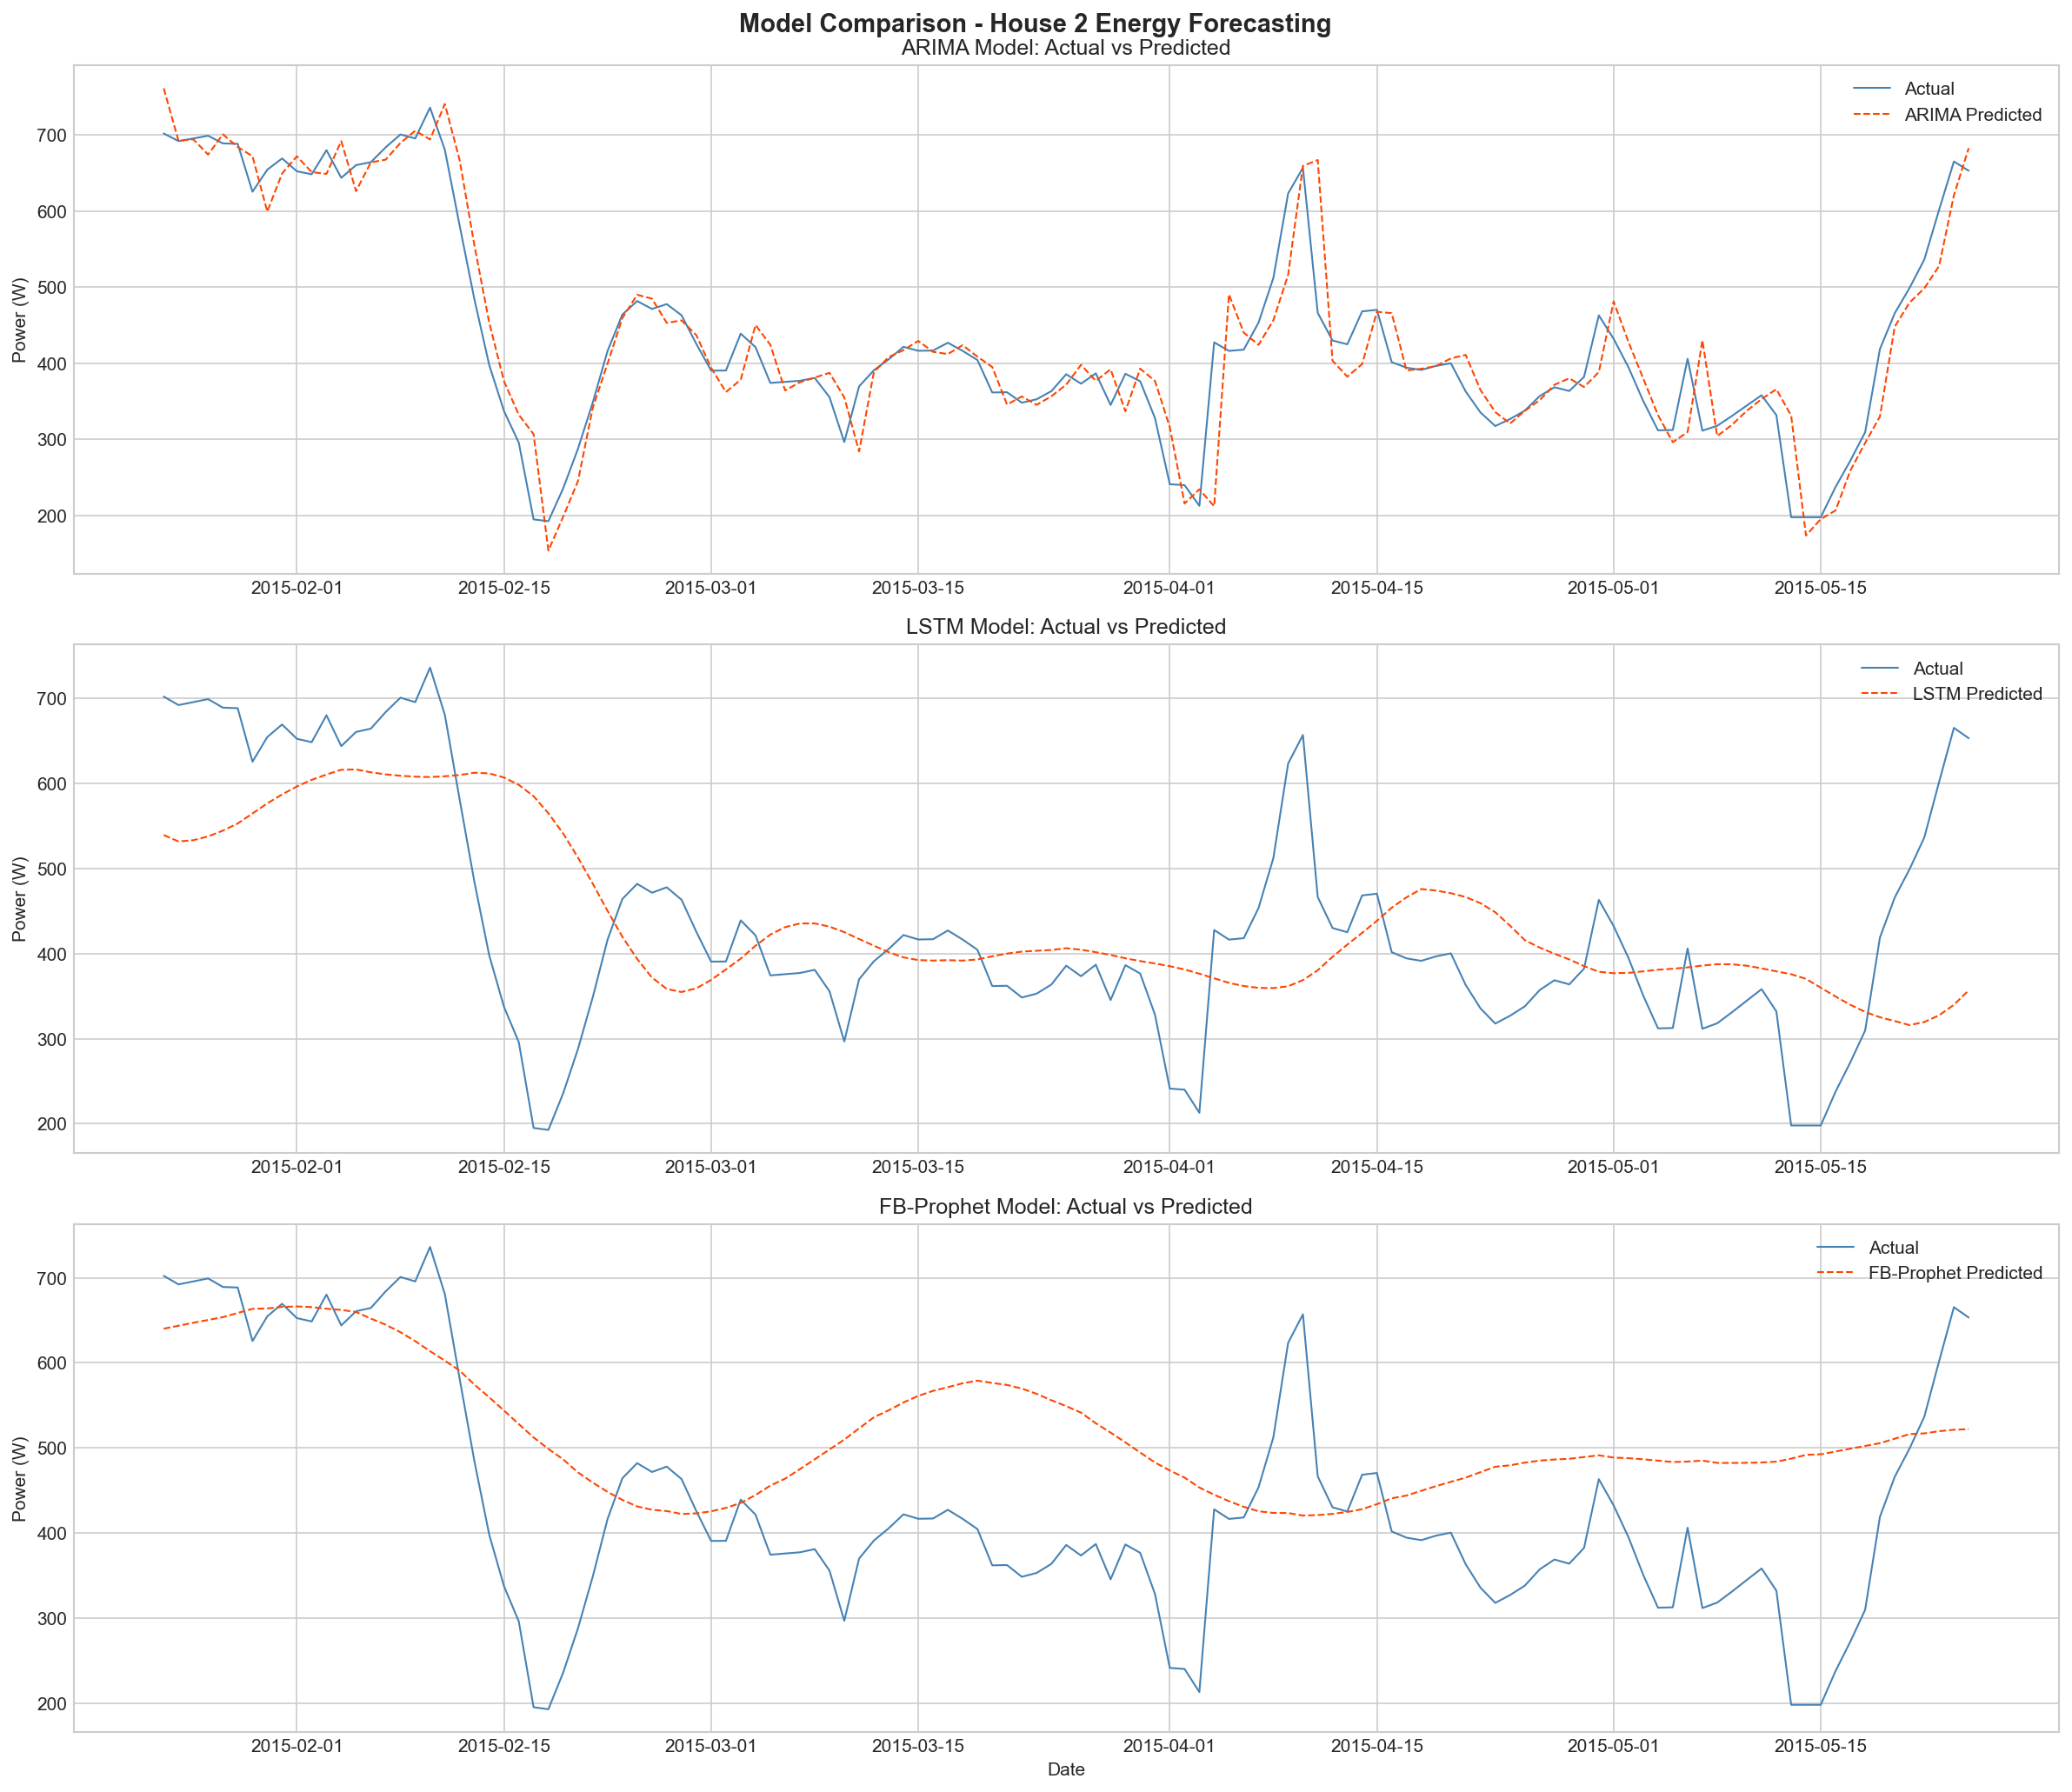 Model Comparison - House 2 Energy Forecasting
ARIMA Model: Actual vs Predicted
Actual
ARIMA Predicted
Power (W)
700
600
500
400
300
200
2015-02-01 2015-02-15 2015-03-01 2015-03-15 2015-04-01 2015-04-15 2015-05-01 2015-05-15
LSTM Model: Actual vs Predicted
Actual
LSTM Predicted
Power (W)
700
600
500
400
300
200
2015-02-01 2015-02-15 2015-03-01 2015-03-15 2015-04-01 2015-04-15 2015-05-01 2015-05-15
FB-Prophet Model: Actual vs Predicted
Actual
FB-Prophet Predicted
Power (W)
700
600
500
400
300
200
2015-02-01 2015-02-15 2015-03-01 2015-03-15 2015-04-01 2015-04-15 2015-05-01 2015-05-15
Date